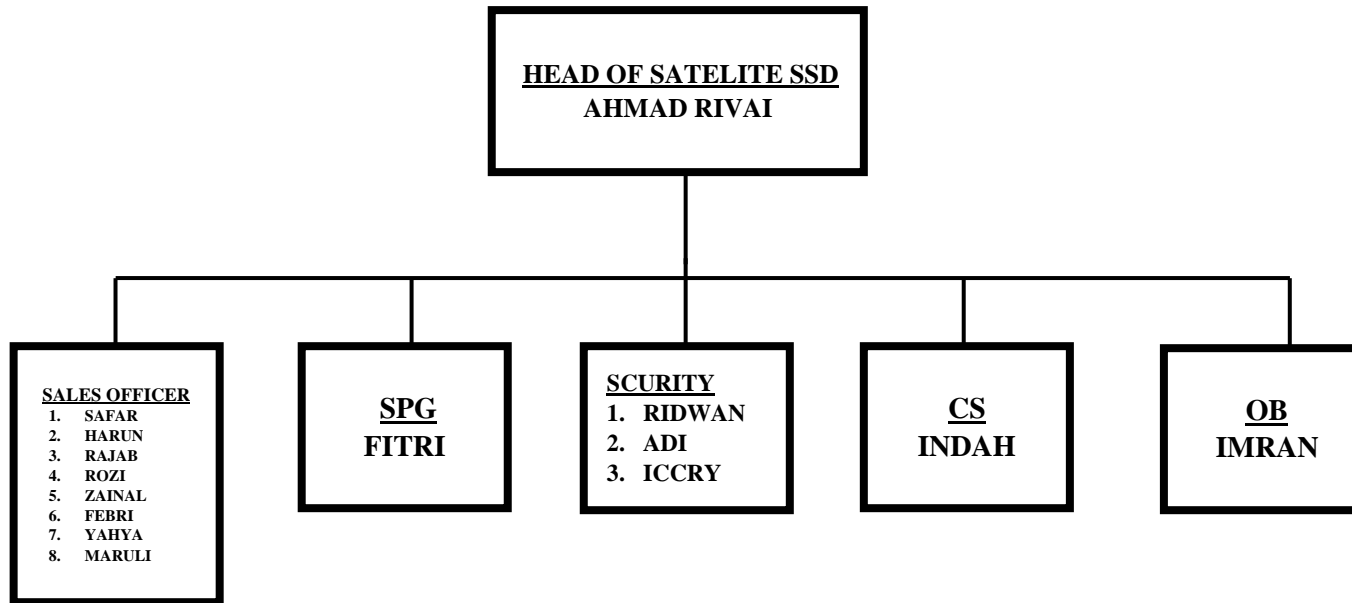 HEAD OF SATELITE SSD
AHMAD RIVAI
SALES OFFICER
1. SAFAR
2. HARUN
3. RAJAB
4. ROZI
5. ZAINAL
6. FEBRI
7. YAHYA
8. MARULI
SPG
FITRI
SCURITY
1. RIDWAN
2. ADI
3. ICCRY
CS
INDAH
OB
IMRAN